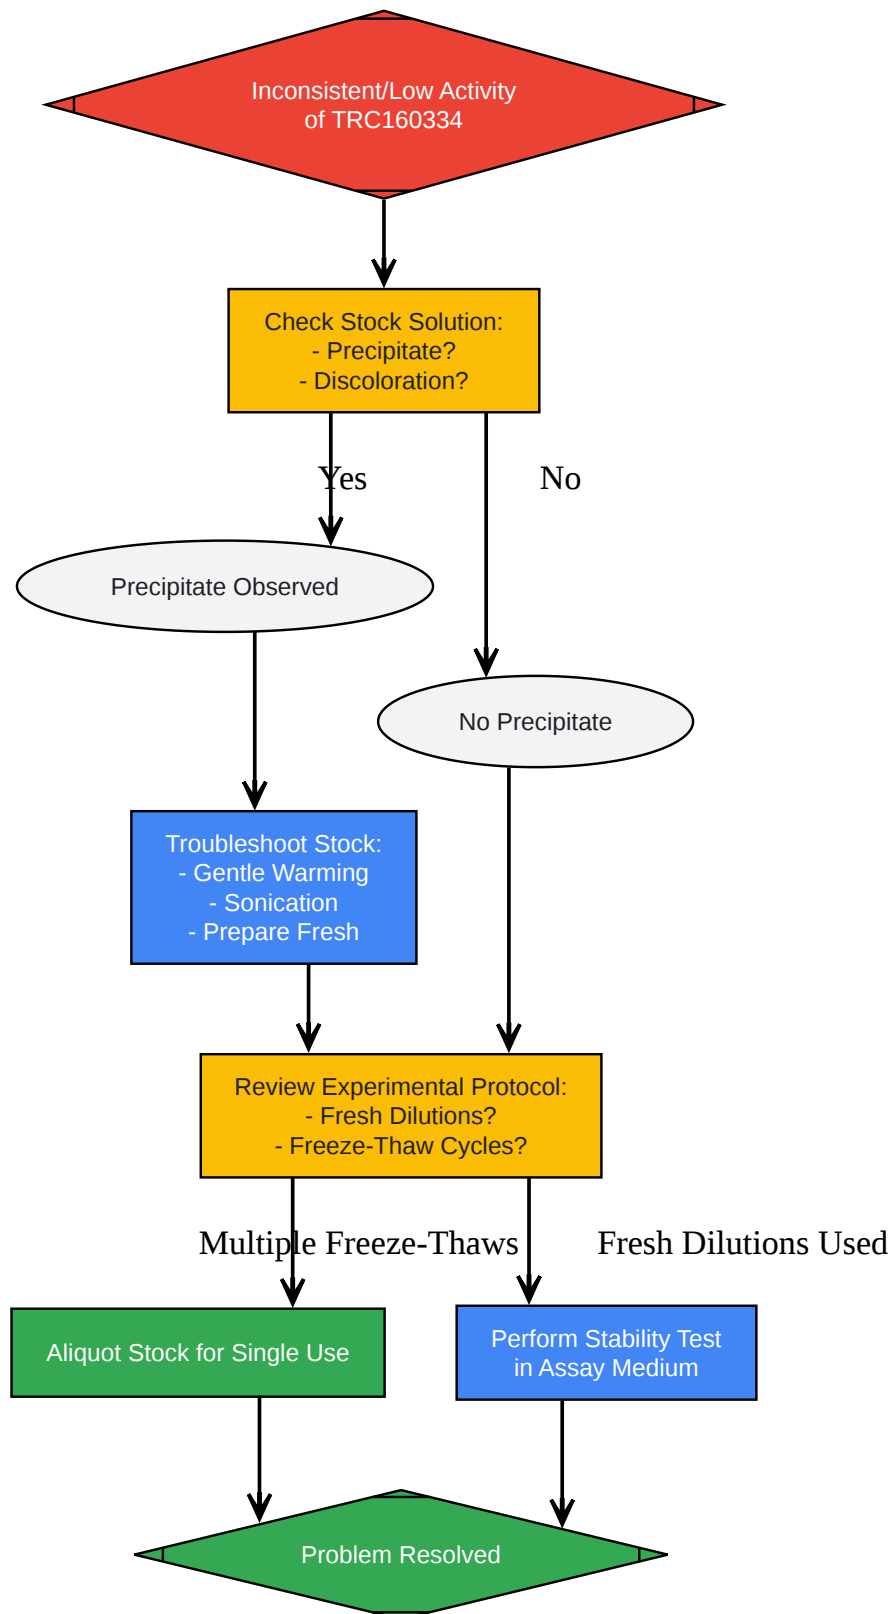 Inconsistent/Low Activity
of TRC160334
Check Stock Solution:
- Precipitate?
- Discoloration?
Yes
No
Precipitate Observed
No Precipitate
Troubleshoot Stock:
- Gentle Warming
- Sonication
- Prepare Fresh
Review Experimental Protocol:
- Fresh Dilutions?
- Freeze-Thaw Cycles?
Multiple Freeze-Thaws
Fresh Dilutions Used
Aliquot Stock for Single Use
Perform Stability Test
in Assay Medium
Problem Resolved